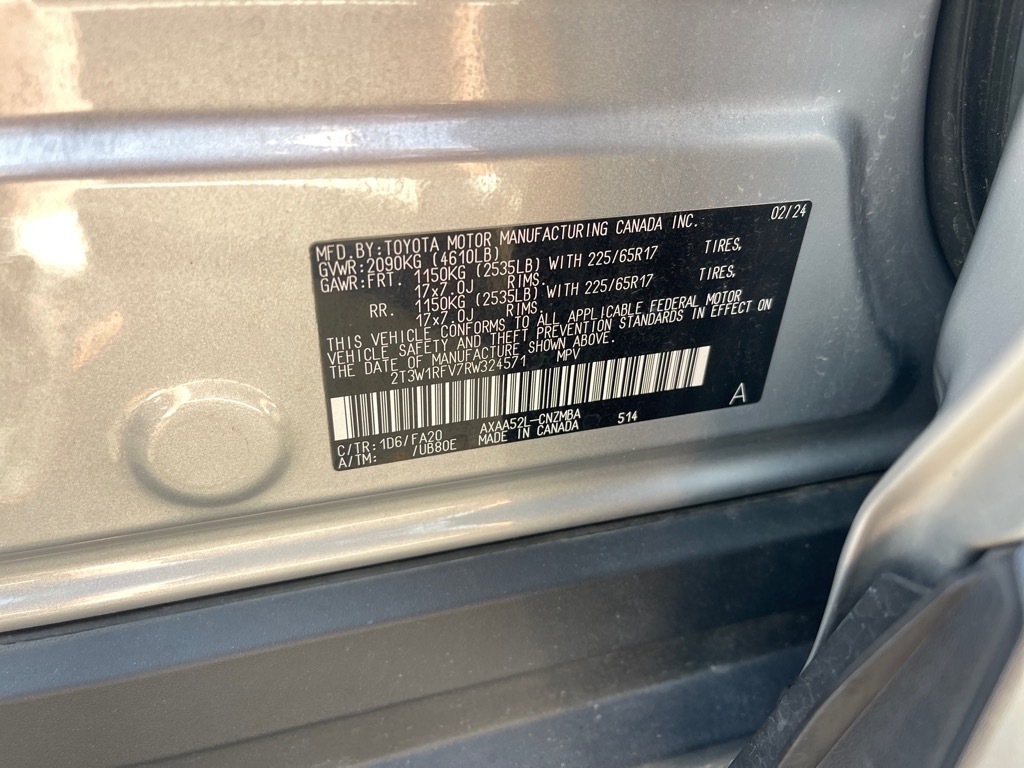 MFD.BY:TOYOTA MOTOR MANUFACTURING CANADA INC. 02/24
GVWR:2090KG (4610LB)
GAWR:FRT. 1150KG (2535LB) WITH 225/65R17 TIRES,
17x7.0J RIMS.
RR. 1150KG (2535LB) WITH 225/65R17 TIRES,
17x7.0J RIMS.
THIS VEHICLE CONFORMS TO ALL APPLICABLE FEDERAL MOTOR
VEHICLE SAFETY AND THEFT PREVENTION STANDARDS IN EFFECT ON
THE DATE OF MANUFACTURE SHOWN ABOVE.
2T3W1RFV7RW324571 MPV
C/TR:1D6/FA20 AXAA52L-CNZMBA 514 A
A/TM: /UB80E MADE IN CANADA